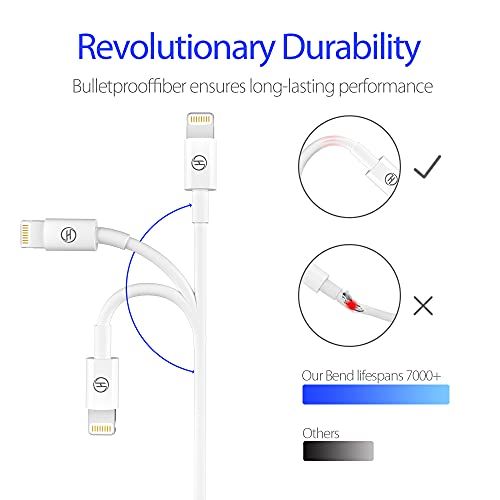 Revolutionary Durability
Bulletprooffiber ensures long-lasting performance
Our Bend lifespans 7000+
Others